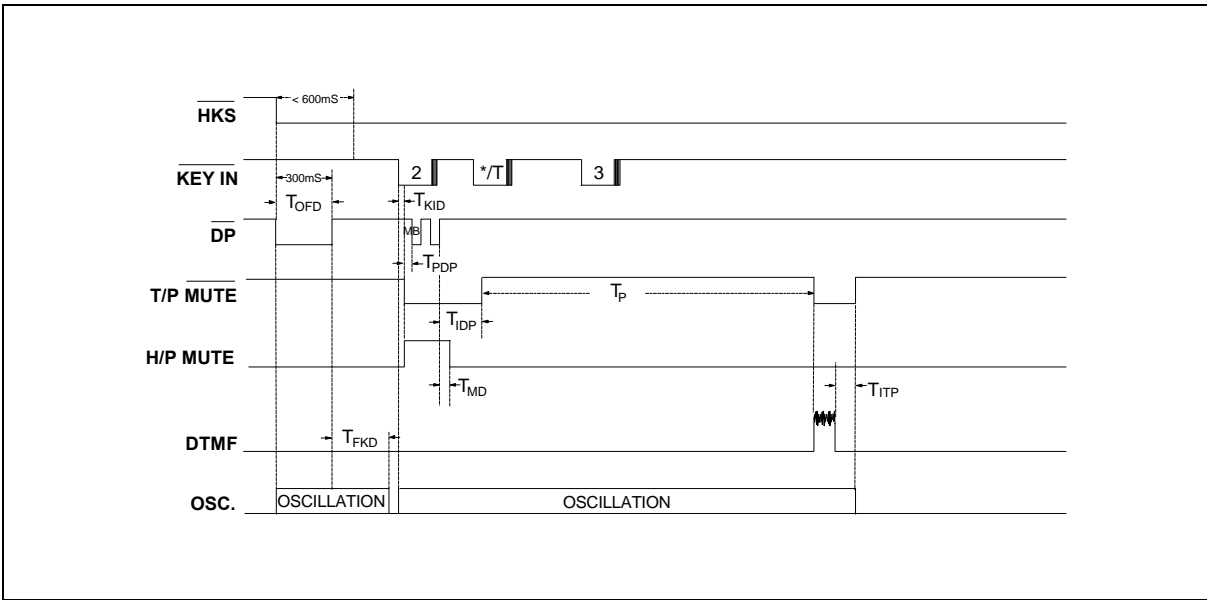 < 600mS
HKS
KEY IN
2
*/T
3
300mS
TOFD
TKID
DP
MB
TPDP
T/P MUTE
TP
TIDP
H/P MUTE
TMD
TITP
DTMF
TFKD
OSC.
OSCILLATION
OSCILLATION